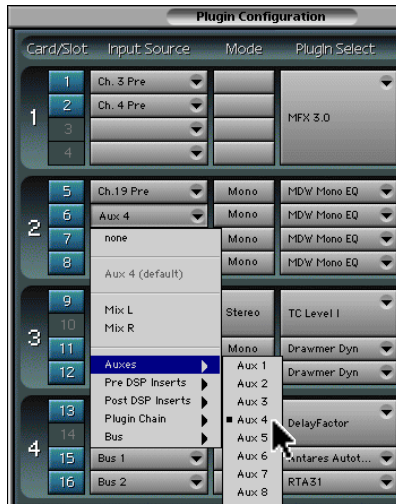 Plugin Configuration
Card/Slot Input Source Mode Plugin Select
1
1 Ch. 3 Pre
2 Ch. 4 Pre
3
4
MFX 3.0
2
5 Ch.19 Pre Mono MDW Mono EQ
6 Aux 4 Mono MDW Mono EQ
7 Mono MDW Mono EQ
8 Mono MDW Mono EQ
none
Aux 4 (default)
Mix L
Mix R
Auxes
Pre DSP Inserts
Post DSP Inserts
Plugin Chain
Bus
3
9 Stereo TC Level I
10
11 Mono Drawmer Dyn
12 Drawmer Dyn
Aux 1
Aux 2
Aux 3
Aux 4
Aux 5
Aux 6
Aux 7
Aux 8
4
13 DelayFactor
14
15 Bus 1 Antares Autot...
16 Bus 2 RTA31